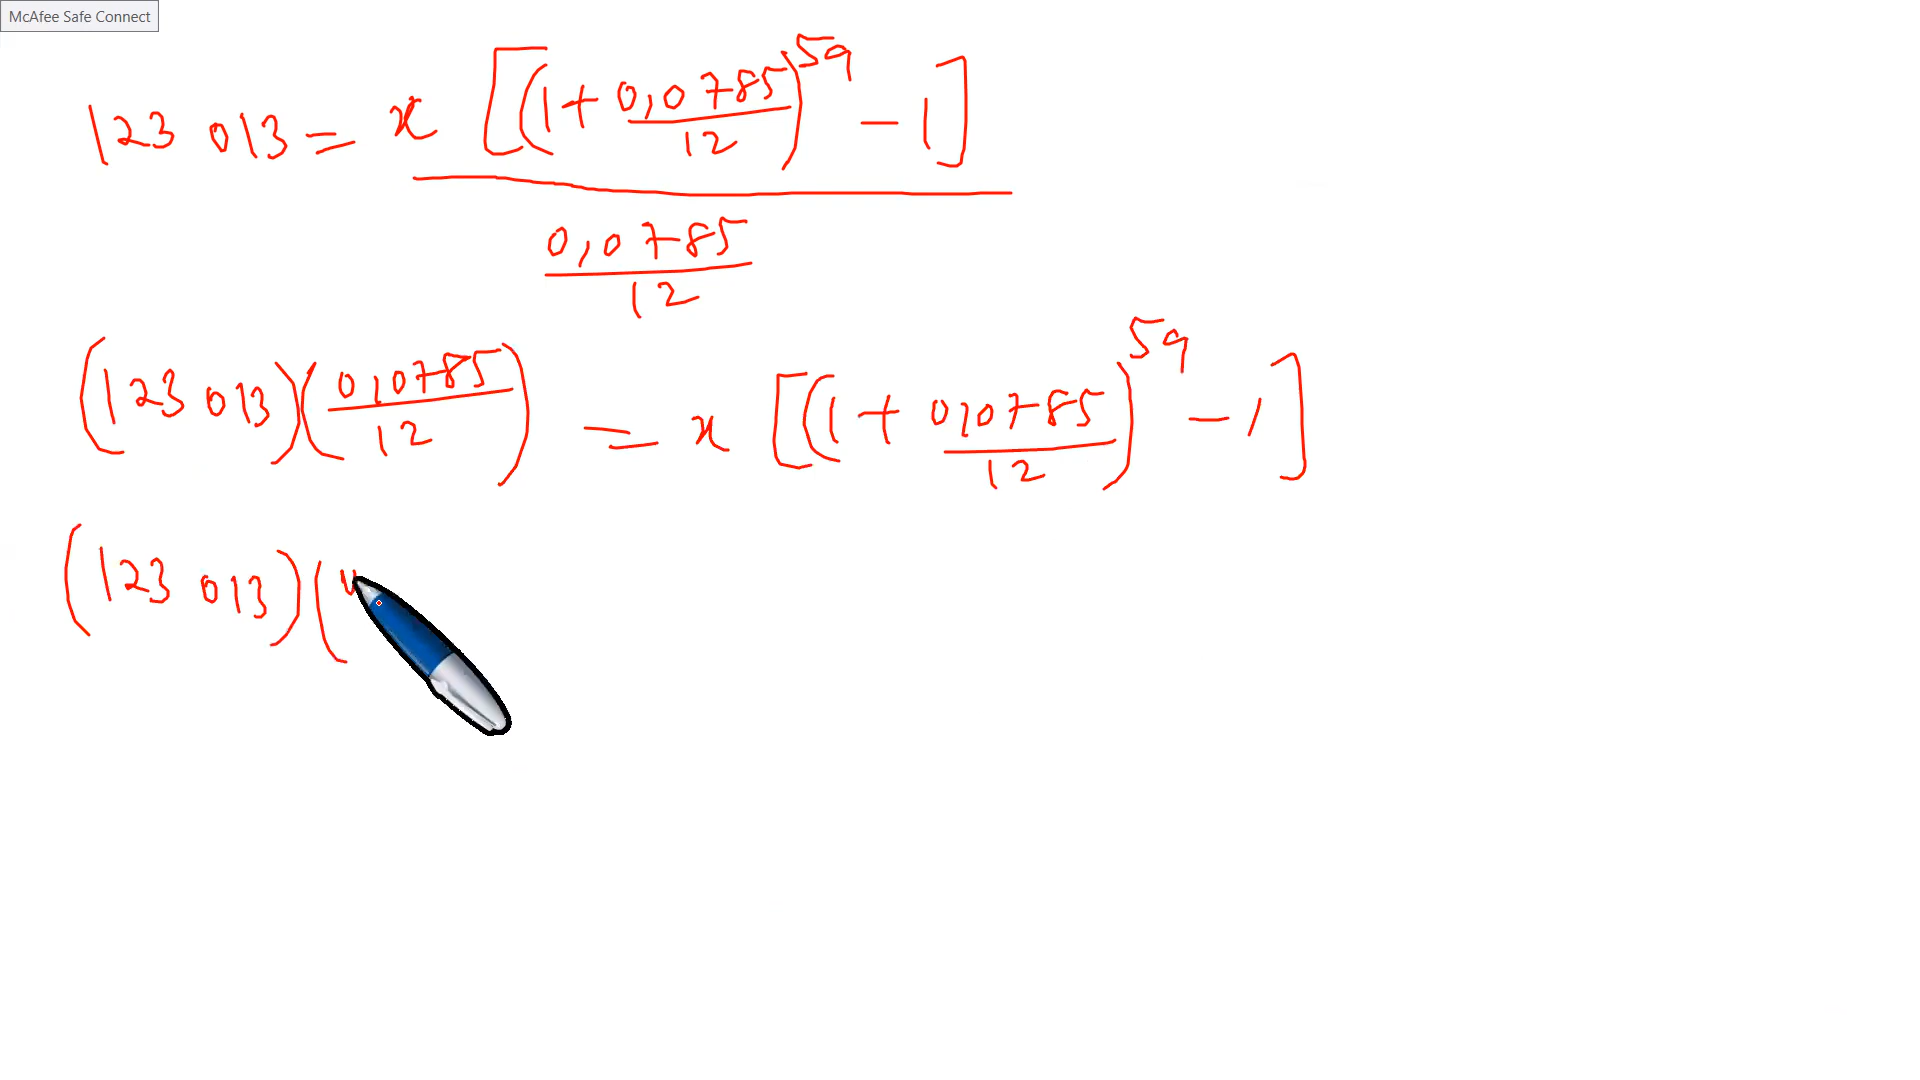 McAfee Safe Connect
123 013 = x [(1 + 0,0785/12)^59 - 1]
0,0785/12
(123 013)(0,0785/12) = x [(1 + 0,0785/12)^59 - 1]
(123 013)(